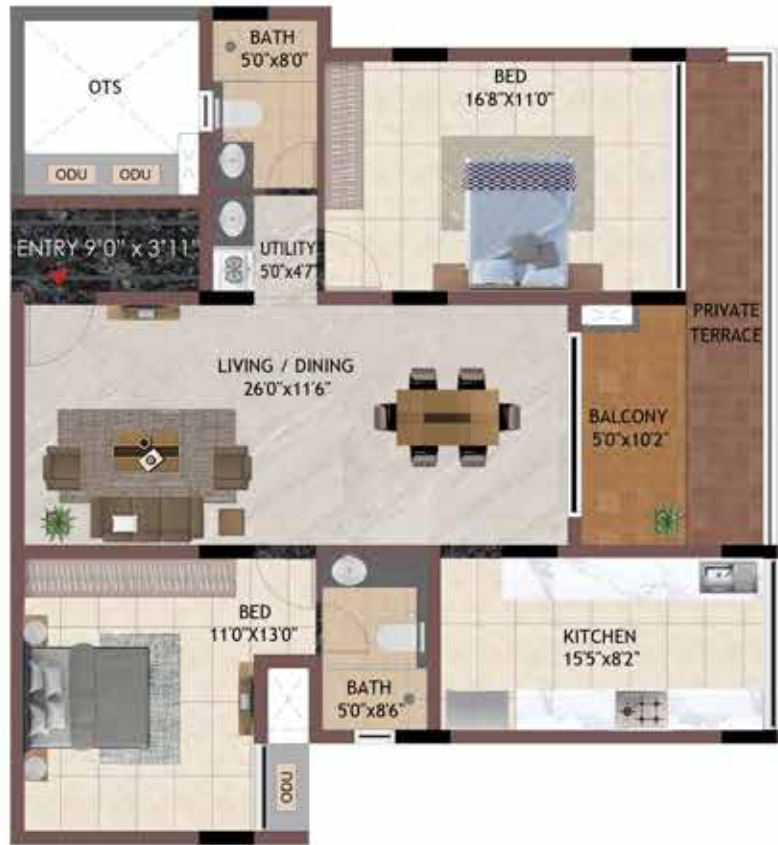 BATH
5'0"x8'0"
OTS
BED
16'8"X11'0"
ODU
ODU
ENTRY 9'0" x 3'11"
UTILITY
5'0"x4'7"
PRIVATE
TERRACE
LIVING / DINING
26'0"x11'6"
BALCONY
5'0"x10'2"
BED
11'0"X13'0"
KITCHEN
15'5"x8'2"
BATH
5'0"x8'6"
ODU